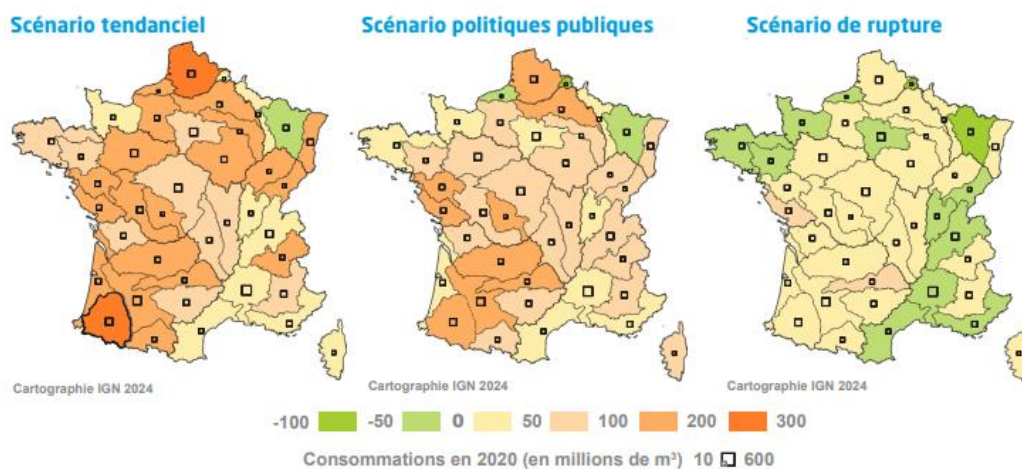 Scénario tendanciel
Scénario politiques publiques
Scénario de rupture
Cartographie IGN 2024
Cartographie IGN 2024
Cartographie IGN 2024
-100 -50 0 50 100 200 300
Consommations en 2020 (en millions de m³) 10 600